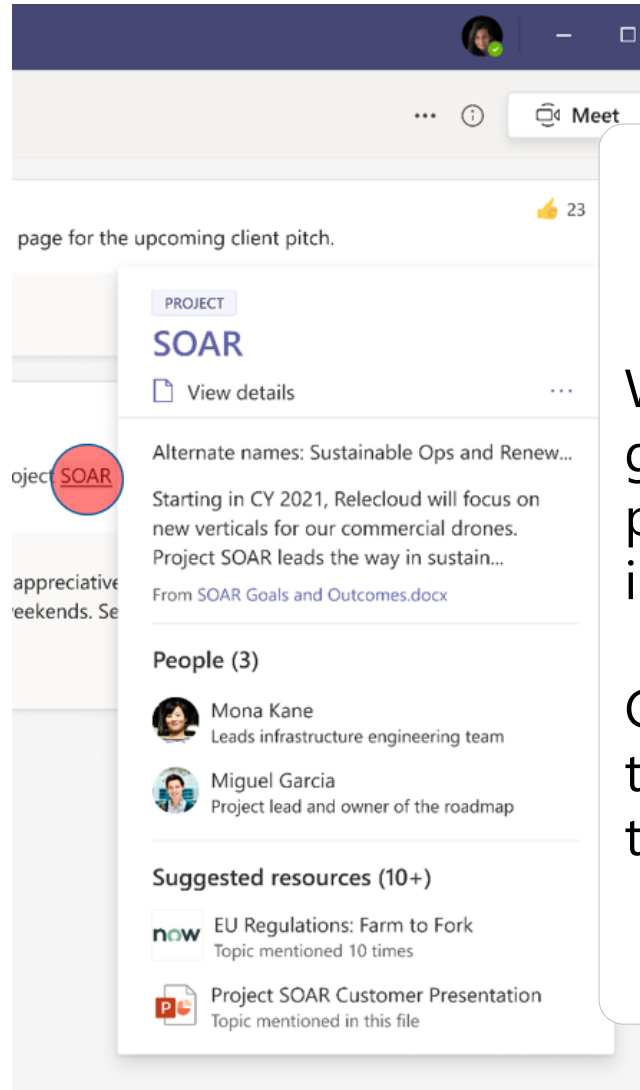 Meet
23
page for the upcoming client pitch.
PROJECT
SOAR
View details
Alternate names: Sustainable Ops and Renew...
oject SOAR
Starting in CY 2021, Relecloud will focus on
new verticals for our commercial drones.
Project SOAR leads the way in sustain...
appreciative
eekends. Se
From SOAR Goals and Outcomes.docx
People (3)
Mona Kane
Leads infrastructure engineering team
Miguel Garcia
Project lead and owner of the roadmap
Suggested resources (10+)
now
EU Regulations: Farm to Fork
Topic mentioned 10 times
P
Project SOAR Customer Presentation
Topic mentioned in this file